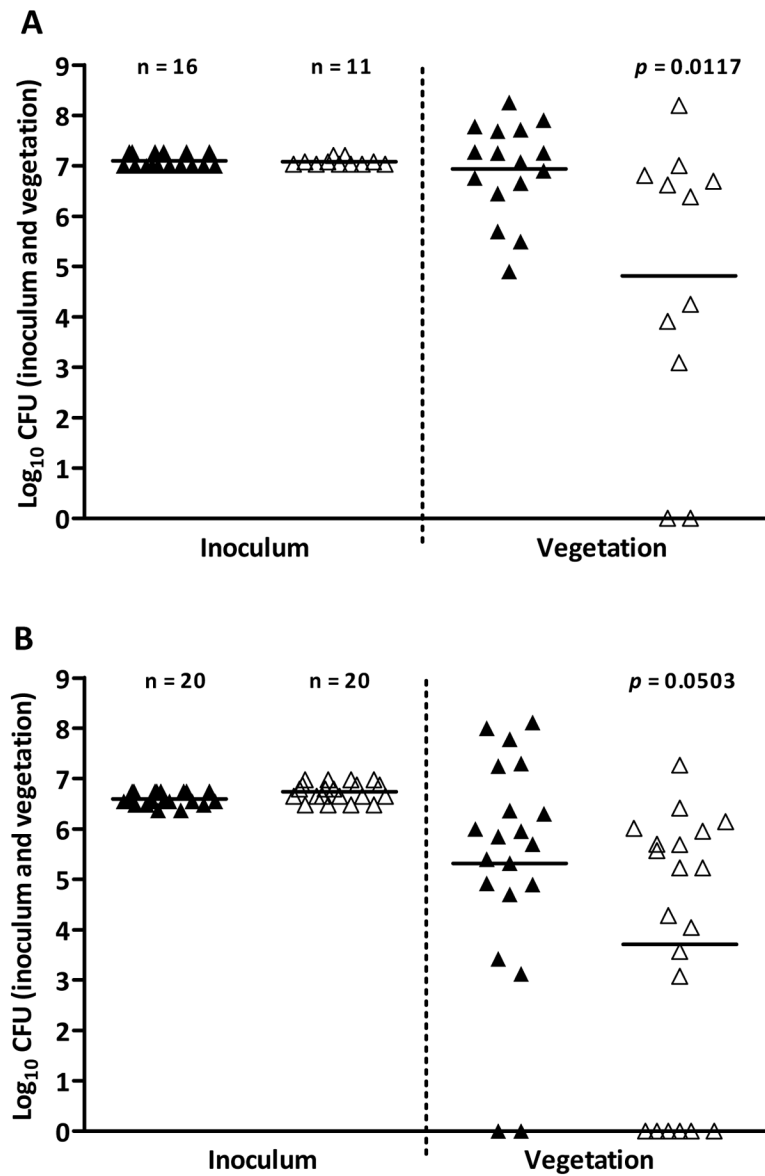 A
n = 16 n = 11 p = 0.0117
9
8
7
6
5
4
3
2
1
0
Log10 CFU (inoculum and vegetation)
Inoculum Vegetation
B
n = 20 n = 20 p = 0.0503
9
8
7
6
5
4
3
2
1
0
Log10 CFU (inoculum and vegetation)
Inoculum Vegetation